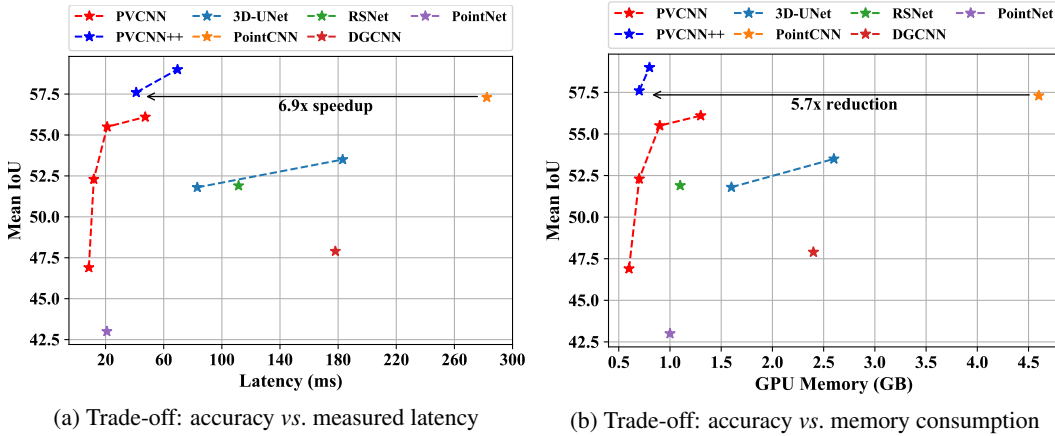 PVCNN 3D-UNet RSNet PointNet
PVCNN++ PointCNN DGCNN
57.5
55.0
52.5
50.0
47.5
45.0
42.5
Mean IoU
6.9x speedup
20 60 100 140 180 220 260 300
Latency (ms)
(a) Trade-off: accuracy vs. measured latency
PVCNN 3D-UNet RSNet PointNet
PVCNN++ PointCNN DGCNN
57.5
55.0
52.5
50.0
47.5
45.0
42.5
Mean IoU
5.7x reduction
0.5 1.0 1.5 2.0 2.5 3.0 3.5 4.0 4.5
GPU Memory (GB)
(b) Trade-off: accuracy vs. memory consumption